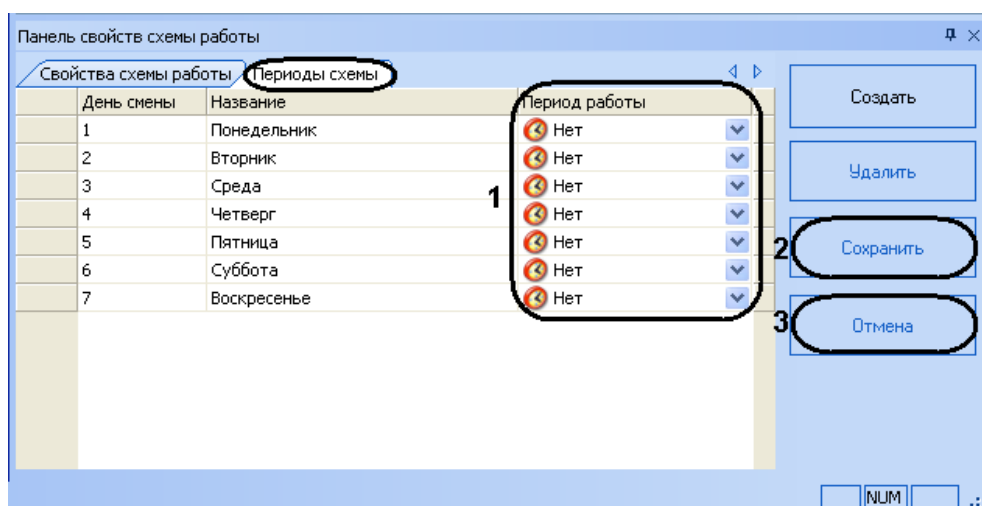 Панель свойств схемы работы
Свойства схемы работы Периоды схемы
День смены Название Период работы
1 Понедельник Нет
2 Вторник Нет
3 Среда Нет
4 Четверг Нет
5 Пятница Нет
6 Суббота Нет
7 Воскресенье Нет
1
Создать
Удалить
2 Сохранить
3 Отмена
NUM